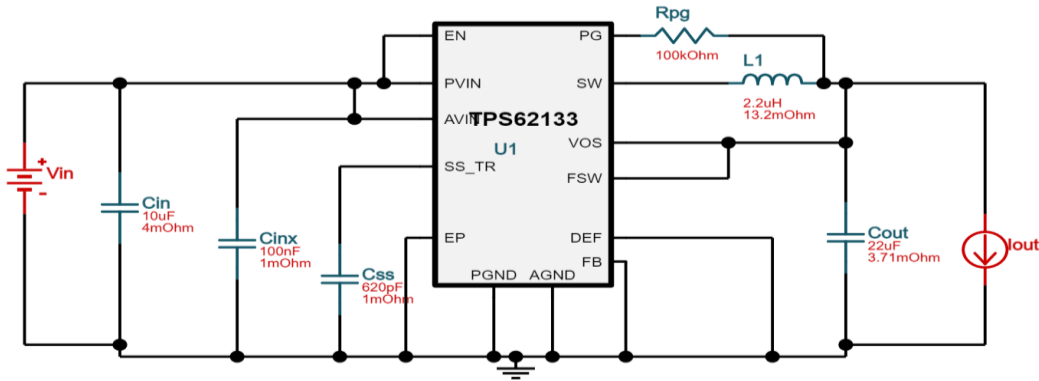 Rpg
100kOhm
EN
PG
L1
PVIN
SW
2.2uH
13.2mOhm
AVIN
TPS62133
U1
VOS
SS_TR
FSW
Vin
Cin
10uF
4mOhm
Cinx
100nF
1mOhm
EP
DEF
Cout
22uF
3.71mOhm
Iout
FB
Css
620pF
1mOhm
PGND
AGND